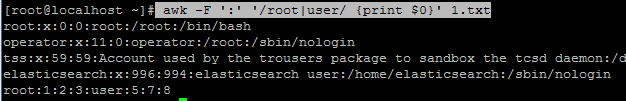 [root@localhost ~]# awk -F ':' '/root|user/ {print $0}' 1.txt
root:x:0:0:root:/root:/bin/bash
operator:x:11:0:operator:/root:/sbin/nologin
tss:x:59:59:Account used by the trousers package to sandbox the tcsd daemon:/d
elasticsearch:x:996:994:elasticsearch user:/home/elasticsearch:/sbin/nologin
root:1:2:3:user:5:7:8